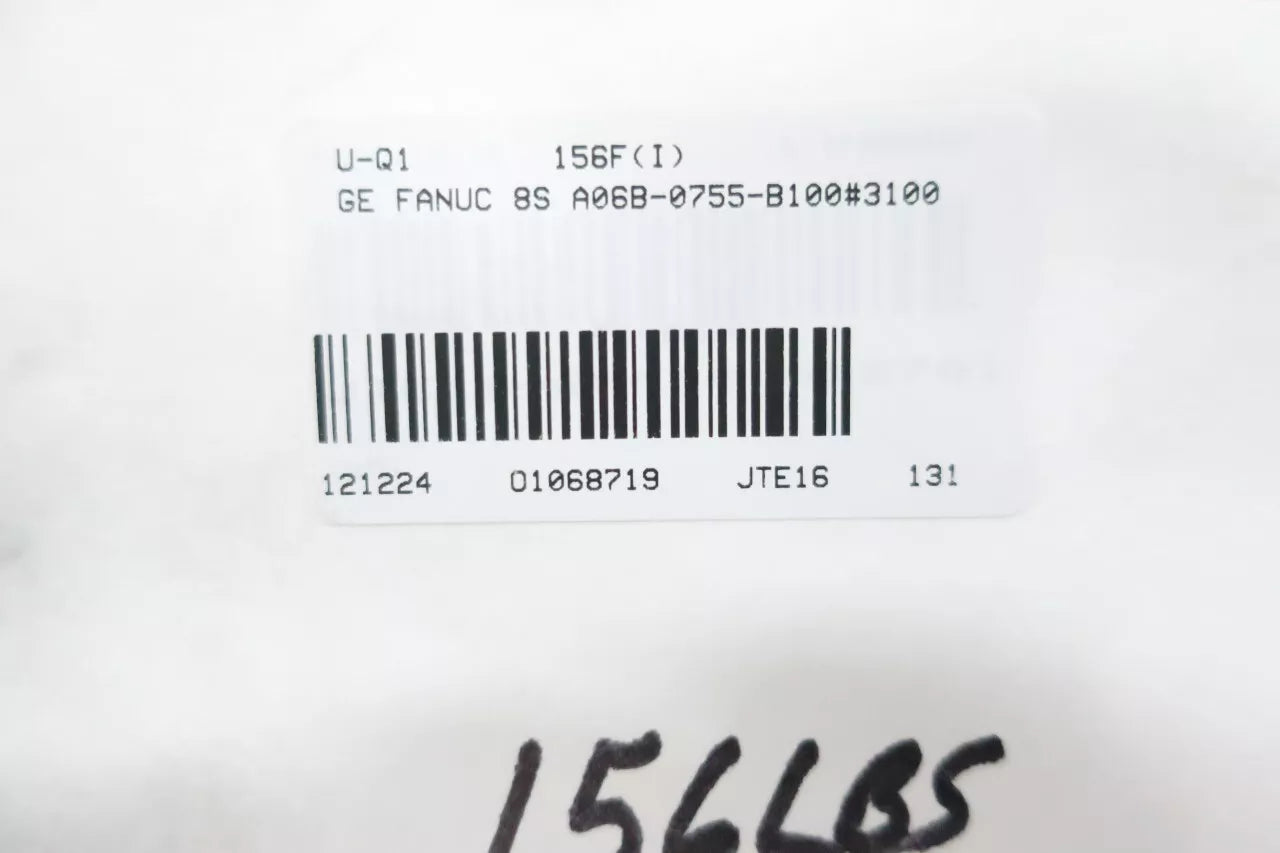 U-Q1 156F(I)
GE FANUC 8S A06B-0755-B100#3100
121224 01068719 JTE16 131
156LBS